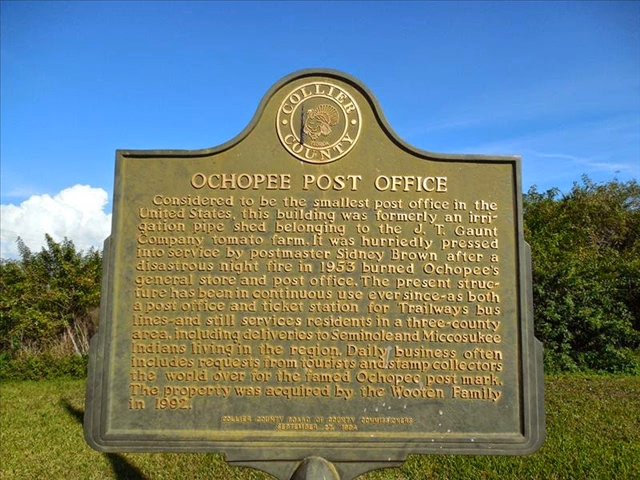 COLLIER
COUNTY
FLORIDA
OCHOPEE POST OFFICE
Considered to be the smallest post office in the
United States, this building was formerly an irri-
gation pipe shed belonging to the J. T. Gaunt
Company tomato farm. It was hurriedly pressed
into service by postmaster Sidney Brown after a
disastrous night fire in 1953 burned Ochopee's
general store and post office. The present struc-
ture has been in continuous use ever since-as both
a post office and ticket station for Trailways bus
lines-and still services residents in a three-county
area, including deliveries to Seminole and Miccosukee
Indians living in the region. Daily business often
includes requests from tourists and stamp collectors
the world over for the famed Ochopee post mark.
The property was acquired by the Wooten Family
in 1992.
COLLIER COUNTY BOARD OF COUNTY COMMISSIONERS
SEPTEMBER